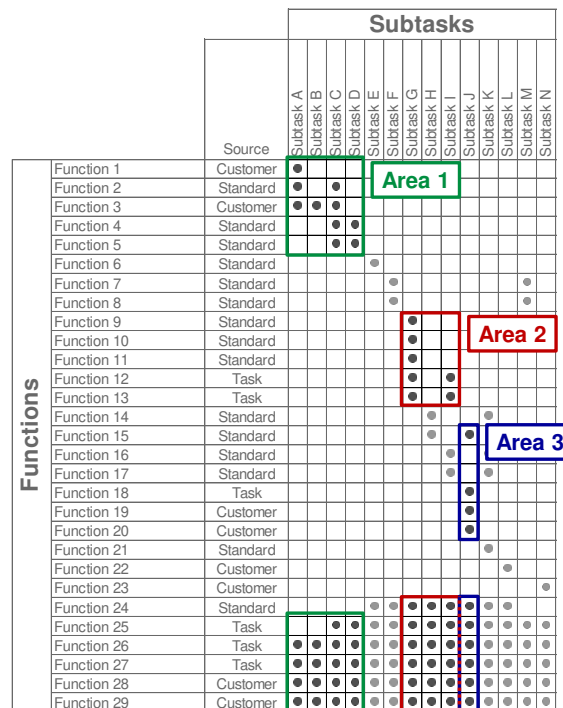 Subtasks
Source
Subtask A
Subtask B
Subtask C
Subtask D
Subtask E
Subtask F
Subtask G
Subtask H
Subtask I
Subtask J
Subtask K
Subtask L
Subtask M
Subtask N
Functions
Function 1 Customer
Area 1
Function 2 Standard
Function 3 Customer
Function 4 Standard
Function 5 Standard
Function 6 Standard
Function 7 Standard
Function 8 Standard
Function 9 Standard
Area 2
Function 10 Standard
Function 11 Standard
Function 12 Task
Function 13 Task
Function 14 Standard
Function 15 Standard
Area 3
Function 16 Standard
Function 17 Standard
Function 18 Task
Function 19 Customer
Function 20 Customer
Function 21 Standard
Function 22 Customer
Function 23 Customer
Function 24 Standard
Function 25 Task
Function 26 Task
Function 27 Task
Function 28 Customer
Function 29 Customer